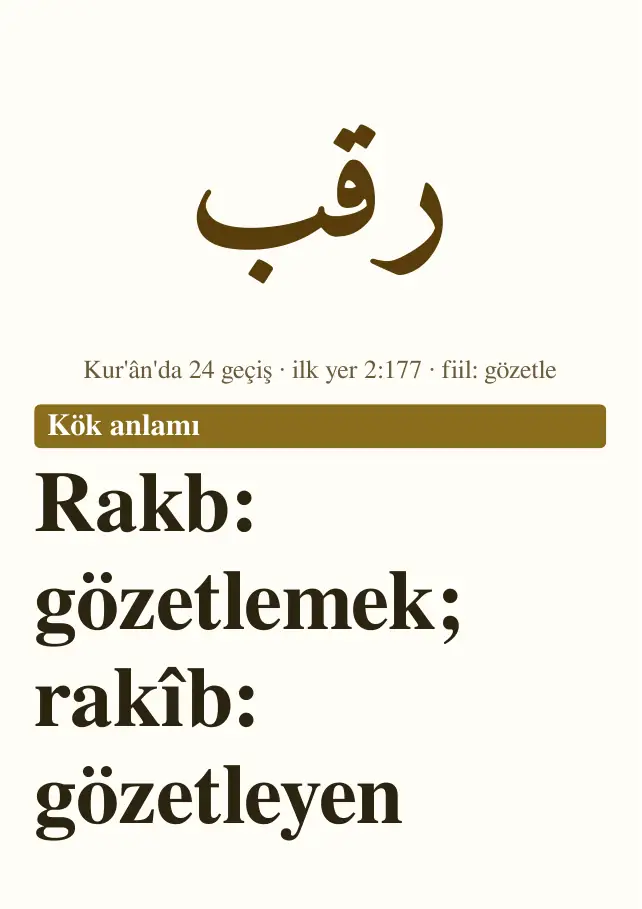 رقب
Kur'ân'da 24 geçiş · ilk yer 2:177 · fiil: gözetle
Kök anlamı
Rakb:
gözetlemek;
rakîb:
gözetleyen